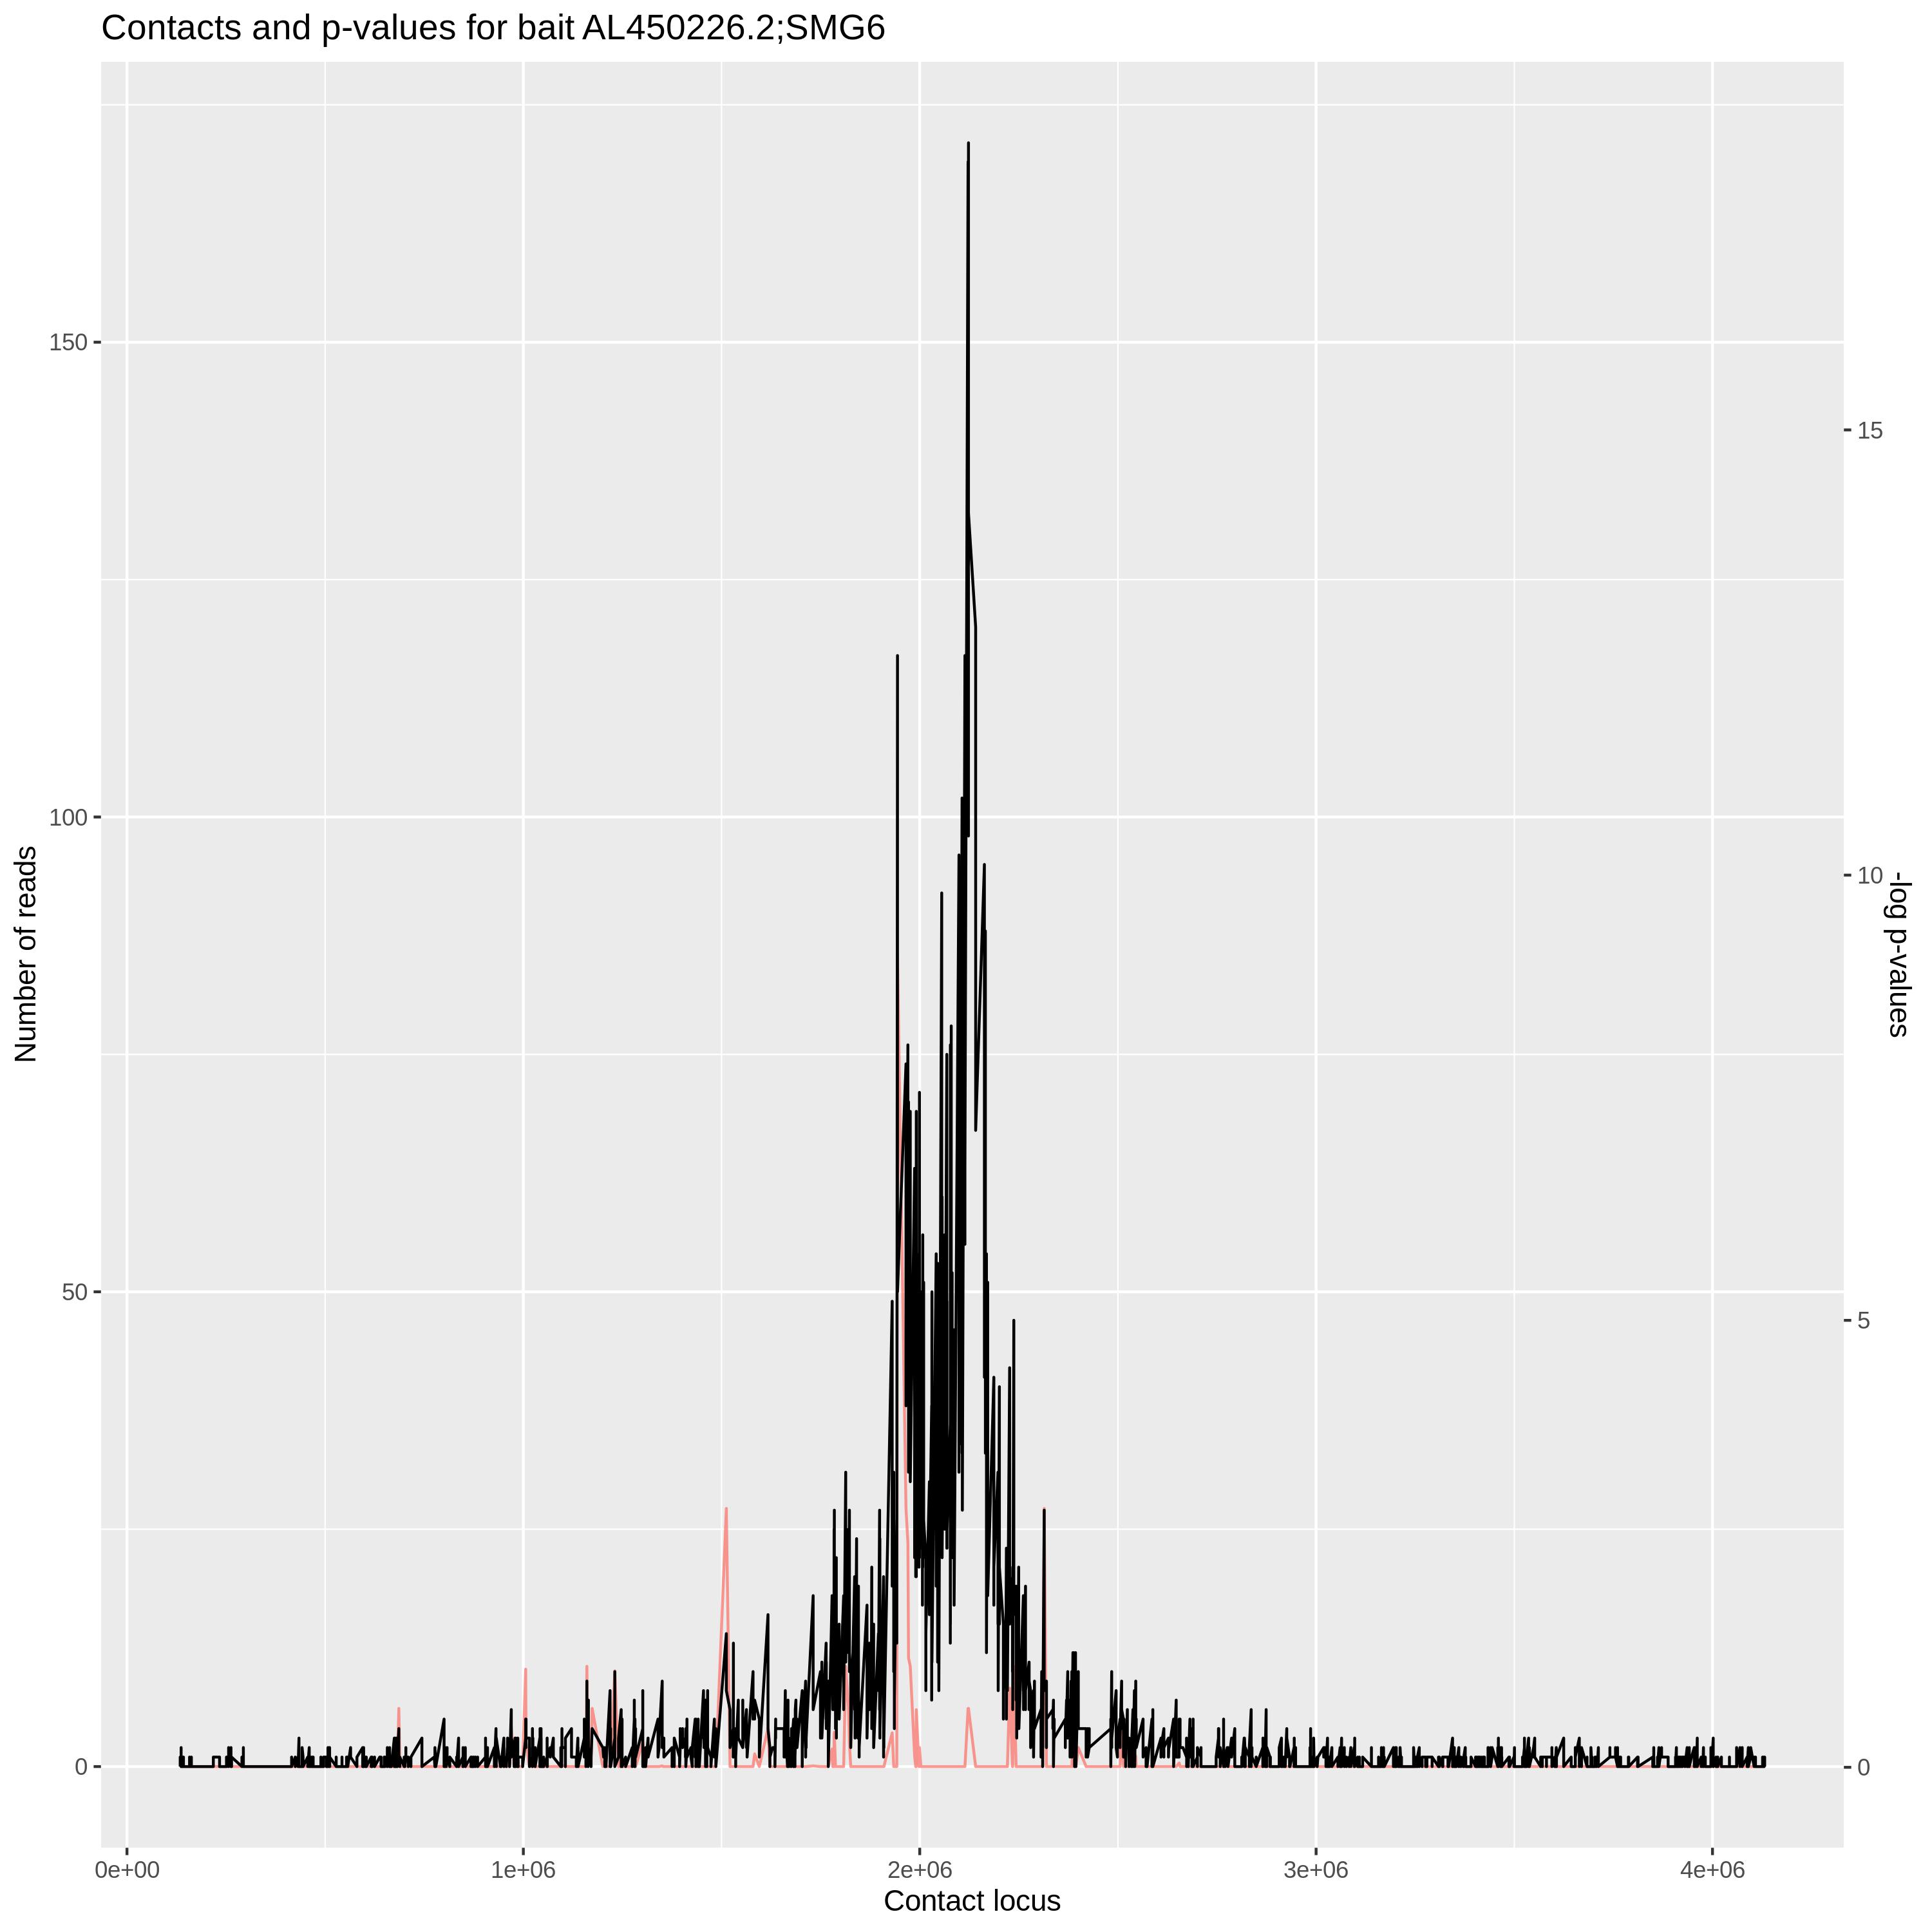 Contacts and p-values for bait AL450226.2;SMG6
150
100
50
0
Number of reads
15
10
5
0
-log p-values
0e+00
1e+06
2e+06
3e+06
4e+06
Contact locus